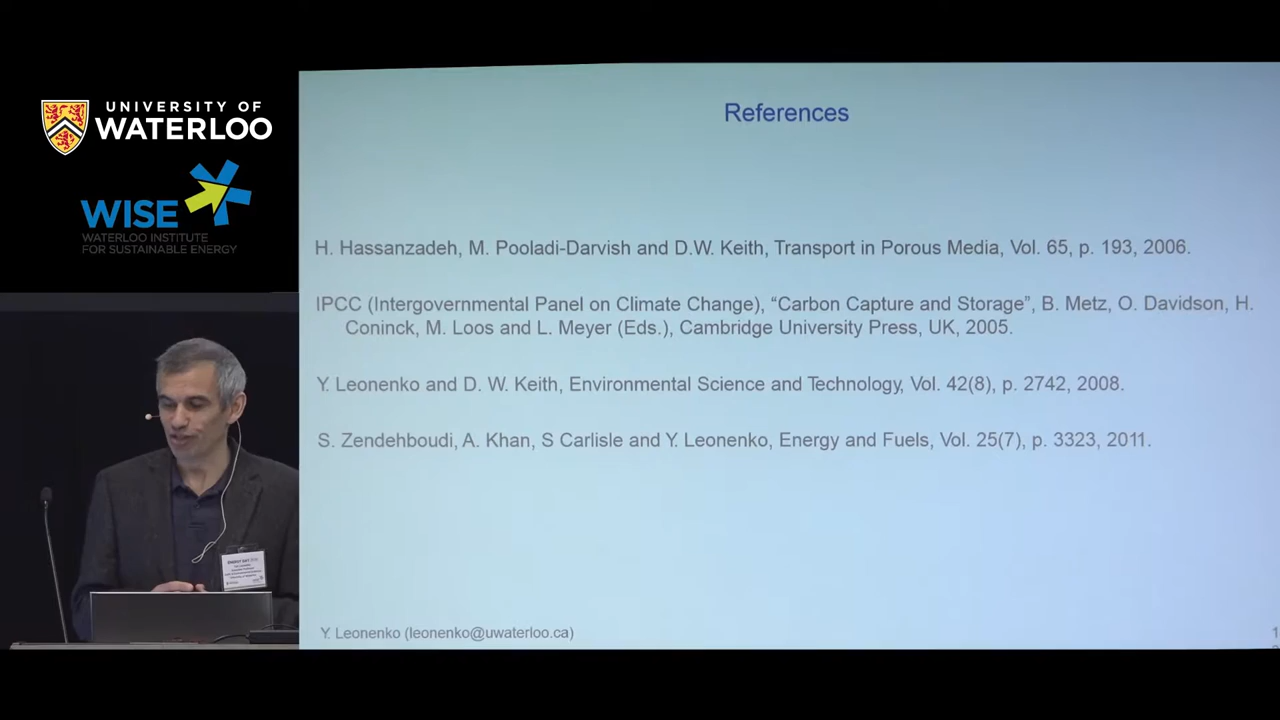 UNIVERSITY OF
WATERLOO
WISE
WATERLOO INSTITUTE
FOR SUSTAINABLE ENERGY
References
H. Hassanzadeh, M. Pooladi-Darvish and D.W. Keith, Transport in Porous Media, Vol. 65, p. 193, 2006.
IPCC (Intergovernmental Panel on Climate Change), “Carbon Capture and Storage”, B. Metz, O. Davidson, H.
Coninck, M. Loos and L. Meyer (Eds.), Cambridge University Press, UK, 2005.
Y. Leonenko and D. W. Keith, Environmental Science and Technology, Vol. 42(8), p. 2742, 2008.
S. Zendehboudi, A. Khan, S Carlisle and Y. Leonenko, Energy and Fuels, Vol. 25(7), p. 3323, 2011.
Y. Leonenko (leonenko@uwaterloo.ca)
ENERGY DAY